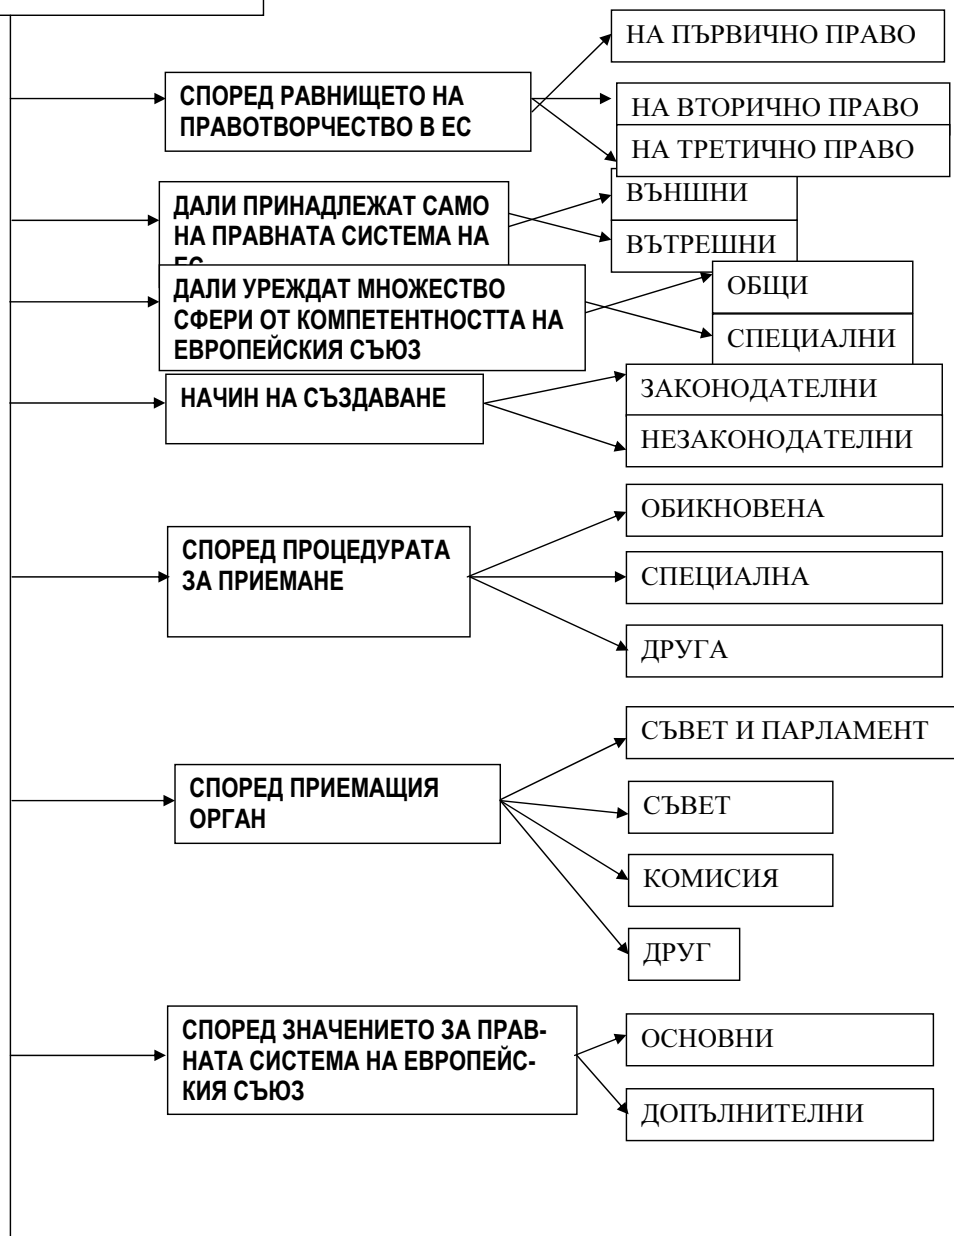 НА ПЪРВИЧНО ПРАВО
СПОРЕД РАВНИЩЕТО НА
ПРАВОТВОРЧЕСТВО В ЕС
НА ВТОРИЧНО ПРАВО
НА ТРЕТИЧНО ПРАВО
ДАЛИ ПРИНАДЛЕЖАТ САМО
НА ПРАВНАТА СИСТЕМА НА
ЕС
ВЪНШНИ
ВЪТРЕШНИ
ДАЛИ УРЕЖДАТ МНОЖЕСТВО
СФЕРИ ОТ КОМПЕТЕНТНОСТТА НА
ЕВРОПЕЙСКИЯ СЪЮЗ
ОБЩИ
СПЕЦИАЛНИ
НАЧИН НА СЪЗДАВАНЕ
ЗАКОНОДАТЕЛНИ
НЕЗАКОНОДАТЕЛНИ
СПОРЕД ПРОЦЕДУРАТА
ЗА ПРИЕМАНЕ
ОБИКНОВЕНА
СПЕЦИАЛНА
ДРУГА
СПОРЕД ПРИЕМАЩИЯ
ОРГАН
СЪВЕТ И ПАРЛАМЕНТ
СЪВЕТ
КОМИСИЯ
ДРУГ
СПОРЕД ЗНАЧЕНИЕТО ЗА ПРАВ-
НАТА СИСТЕМА НА ЕВРОПЕЙС-
КИЯ СЪЮЗ
ОСНОВНИ
ДОПЪЛНИТЕЛНИ